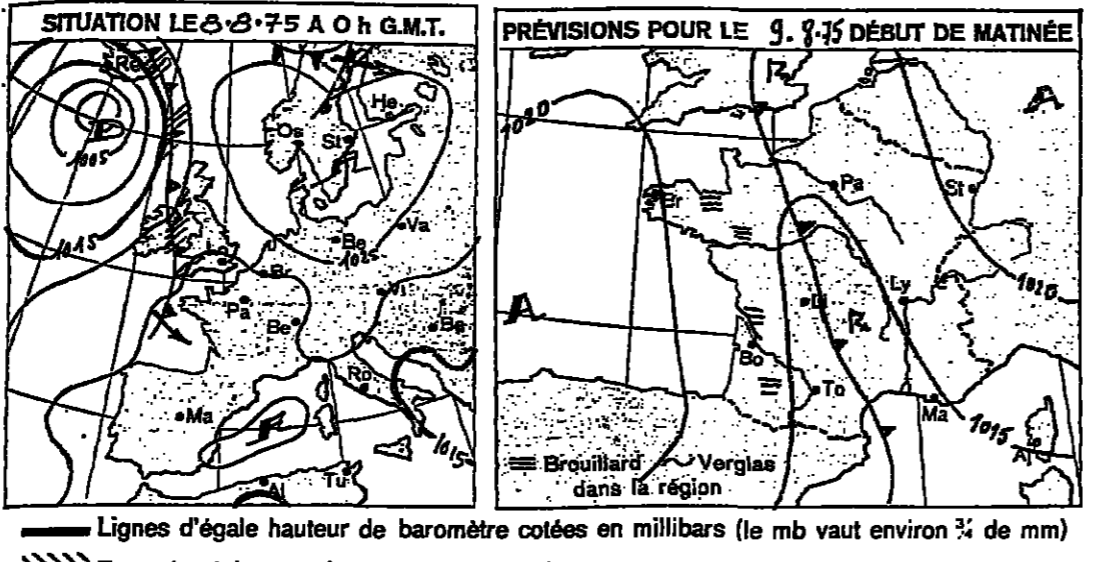 SITUATION LE 8·8·75 A 0 h G.M.T.
Re
D
1005
1015
Os
St
He
Va
Be
1025
Br
Pa
Be
Vi
Be
A
Ro
Ma
Al
Tu
1015
PRÉVISIONS POUR LE 9.8.75 DÉBUT DE MATINÉE
1020
A
Br
Pa
St
1020
A
Li
Ly
Bo
To
Ma
1015
Aj
Brouillard Verglas
dans la région
Lignes d'égale hauteur de baromètre cotées en millibars (le mb vaut environ ¾ de mm)